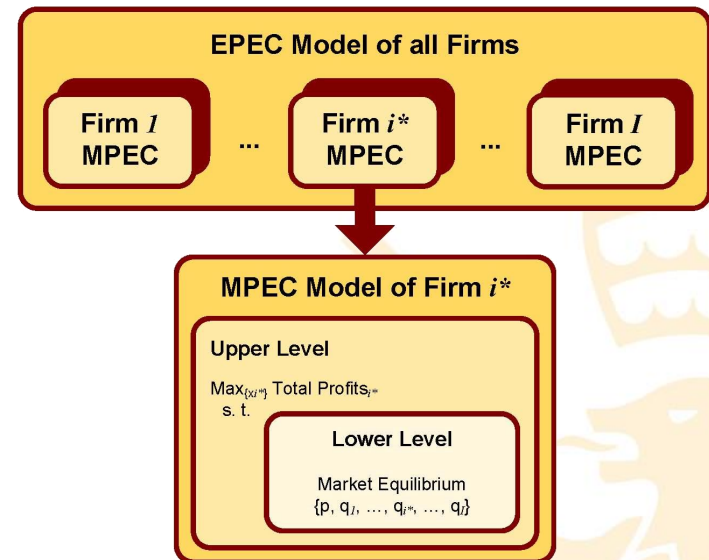 EPEC Model of all Firms
Firm 1 MPEC
...
Firm i* MPEC
...
Firm I MPEC
MPEC Model of Firm i*
Upper Level
Max{xi*} Total Profitsi*
s. t.
Lower Level
Market Equilibrium
{p, q1, ..., qi*, ..., qI}